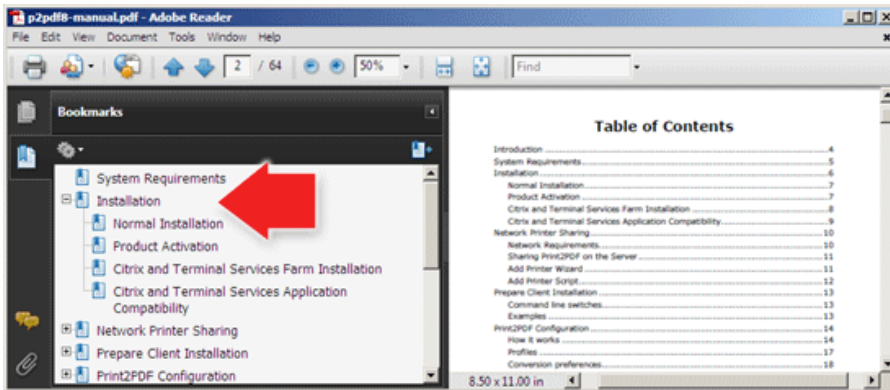 p2pdf8-manual.pdf - Adobe Reader
File Edit View Document Tools Window Help
2 / 64 50% Find
Bookmarks
System Requirements
Installation
Normal Installation
Product Activation
Citrix and Terminal Services Farm Installation
Citrix and Terminal Services Application
Compatibility
Network Printer Sharing
Prepare Client Installation
Print2PDF Configuration
Table of Contents
Introduction ................4
System Requirements ................5
Installation ................6
Normal Installation ................7
Product Activation ................7
Citrix and Terminal Services Farm Installation ................8
Citrix and Terminal Services Application Compatibility ................9
Network Printer Sharing ................10
Network Requirements ................10
Sharing Print2PDF on the Server ................11
Add Printer Wizard ................11
Add Printer Script ................12
Prepare Client Installation ................13
Command line switches ................13
Examples ................13
Print2PDF Configuration ................14
How it works ................14
Profiles ................17
Conversion preferences ................18
8.50 x 11.00 in